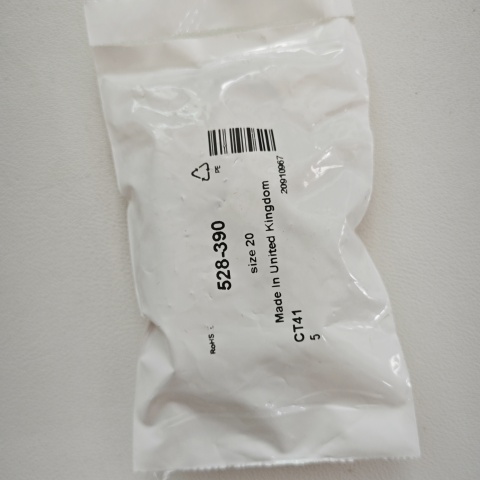 RoHS
528-390
PE
size 20
Made In United Kingdom
20910967
CT41
5